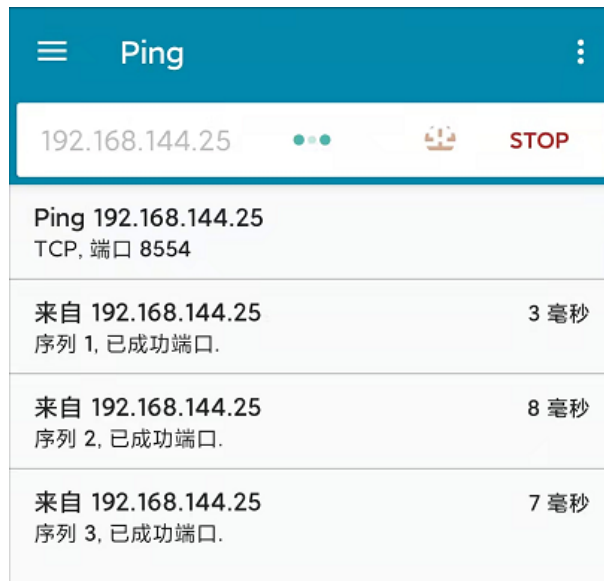 Ping
192.168.144.25
STOP
Ping 192.168.144.25
TCP, 端口 8554
来自 192.168.144.25
3 毫秒
序列 1, 已成功端口.
来自 192.168.144.25
8 毫秒
序列 2, 已成功端口.
来自 192.168.144.25
7 毫秒
序列 3, 已成功端口.